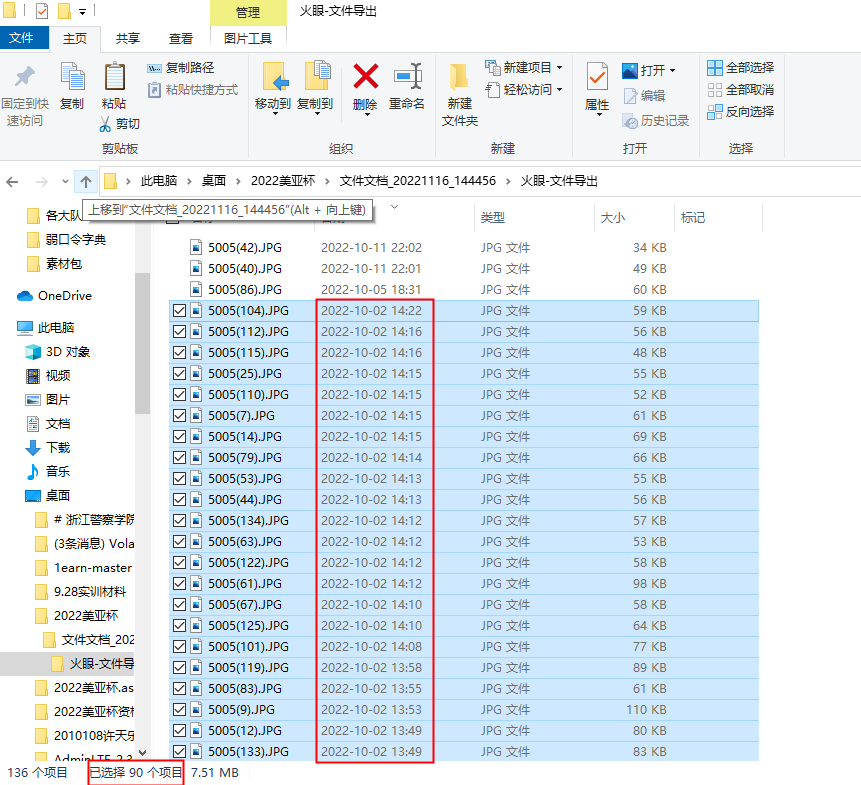 管理
火眼-文件导出
文件
主页
共享
查看
图片工具
固定到快
速访问
复制
粘贴
复制路径
粘贴快捷方式
剪切
剪贴板
移动到
复制到
删除
重命名
组织
新建
文件夹
新建项目
轻松访问
新建
属性
打开
编辑
历史记录
打开
全部选择
全部取消
反向选择
选择
此电脑 › 桌面 › 2022美亚杯 › 文件文档_20221116_144456 › 火眼-文件导出
上移到"文件文档_20221116_144456"(Alt + 向上键)
类型 大小 标记
各大队
弱口令字典
素材包
OneDrive
此电脑
3D 对象
视频
图片
文档
下载
音乐
桌面
# 浙江警察学院
(3条消息) Vola
1earn-master
9.28实训材料
2022美亚杯
文件文档_202
火眼-文件导
2022美亚杯.as
2022美亚杯资格
2010108许天乐
AdminLTE-2.3
5005(42).JPG 2022-10-11 22:02 JPG 文件 34 KB
5005(40).JPG 2022-10-11 22:01 JPG 文件 49 KB
5005(86).JPG 2022-10-05 18:31 JPG 文件 60 KB
5005(104).JPG 2022-10-02 14:22 JPG 文件 59 KB
5005(112).JPG 2022-10-02 14:16 JPG 文件 56 KB
5005(115).JPG 2022-10-02 14:16 JPG 文件 48 KB
5005(25).JPG 2022-10-02 14:15 JPG 文件 55 KB
5005(110).JPG 2022-10-02 14:15 JPG 文件 52 KB
5005(7).JPG 2022-10-02 14:15 JPG 文件 61 KB
5005(14).JPG 2022-10-02 14:15 JPG 文件 69 KB
5005(79).JPG 2022-10-02 14:14 JPG 文件 66 KB
5005(53).JPG 2022-10-02 14:13 JPG 文件 55 KB
5005(44).JPG 2022-10-02 14:13 JPG 文件 56 KB
5005(134).JPG 2022-10-02 14:12 JPG 文件 57 KB
5005(63).JPG 2022-10-02 14:12 JPG 文件 53 KB
5005(122).JPG 2022-10-02 14:12 JPG 文件 58 KB
5005(61).JPG 2022-10-02 14:12 JPG 文件 98 KB
5005(67).JPG 2022-10-02 14:10 JPG 文件 58 KB
5005(125).JPG 2022-10-02 14:10 JPG 文件 64 KB
5005(101).JPG 2022-10-02 14:08 JPG 文件 77 KB
5005(119).JPG 2022-10-02 13:58 JPG 文件 89 KB
5005(83).JPG 2022-10-02 13:55 JPG 文件 61 KB
5005(9).JPG 2022-10-02 13:53 JPG 文件 110 KB
5005(12).JPG 2022-10-02 13:49 JPG 文件 80 KB
5005(133).JPG 2022-10-02 13:49 JPG 文件 83 KB
136 个项目 已选择 90 个项目 7.51 MB